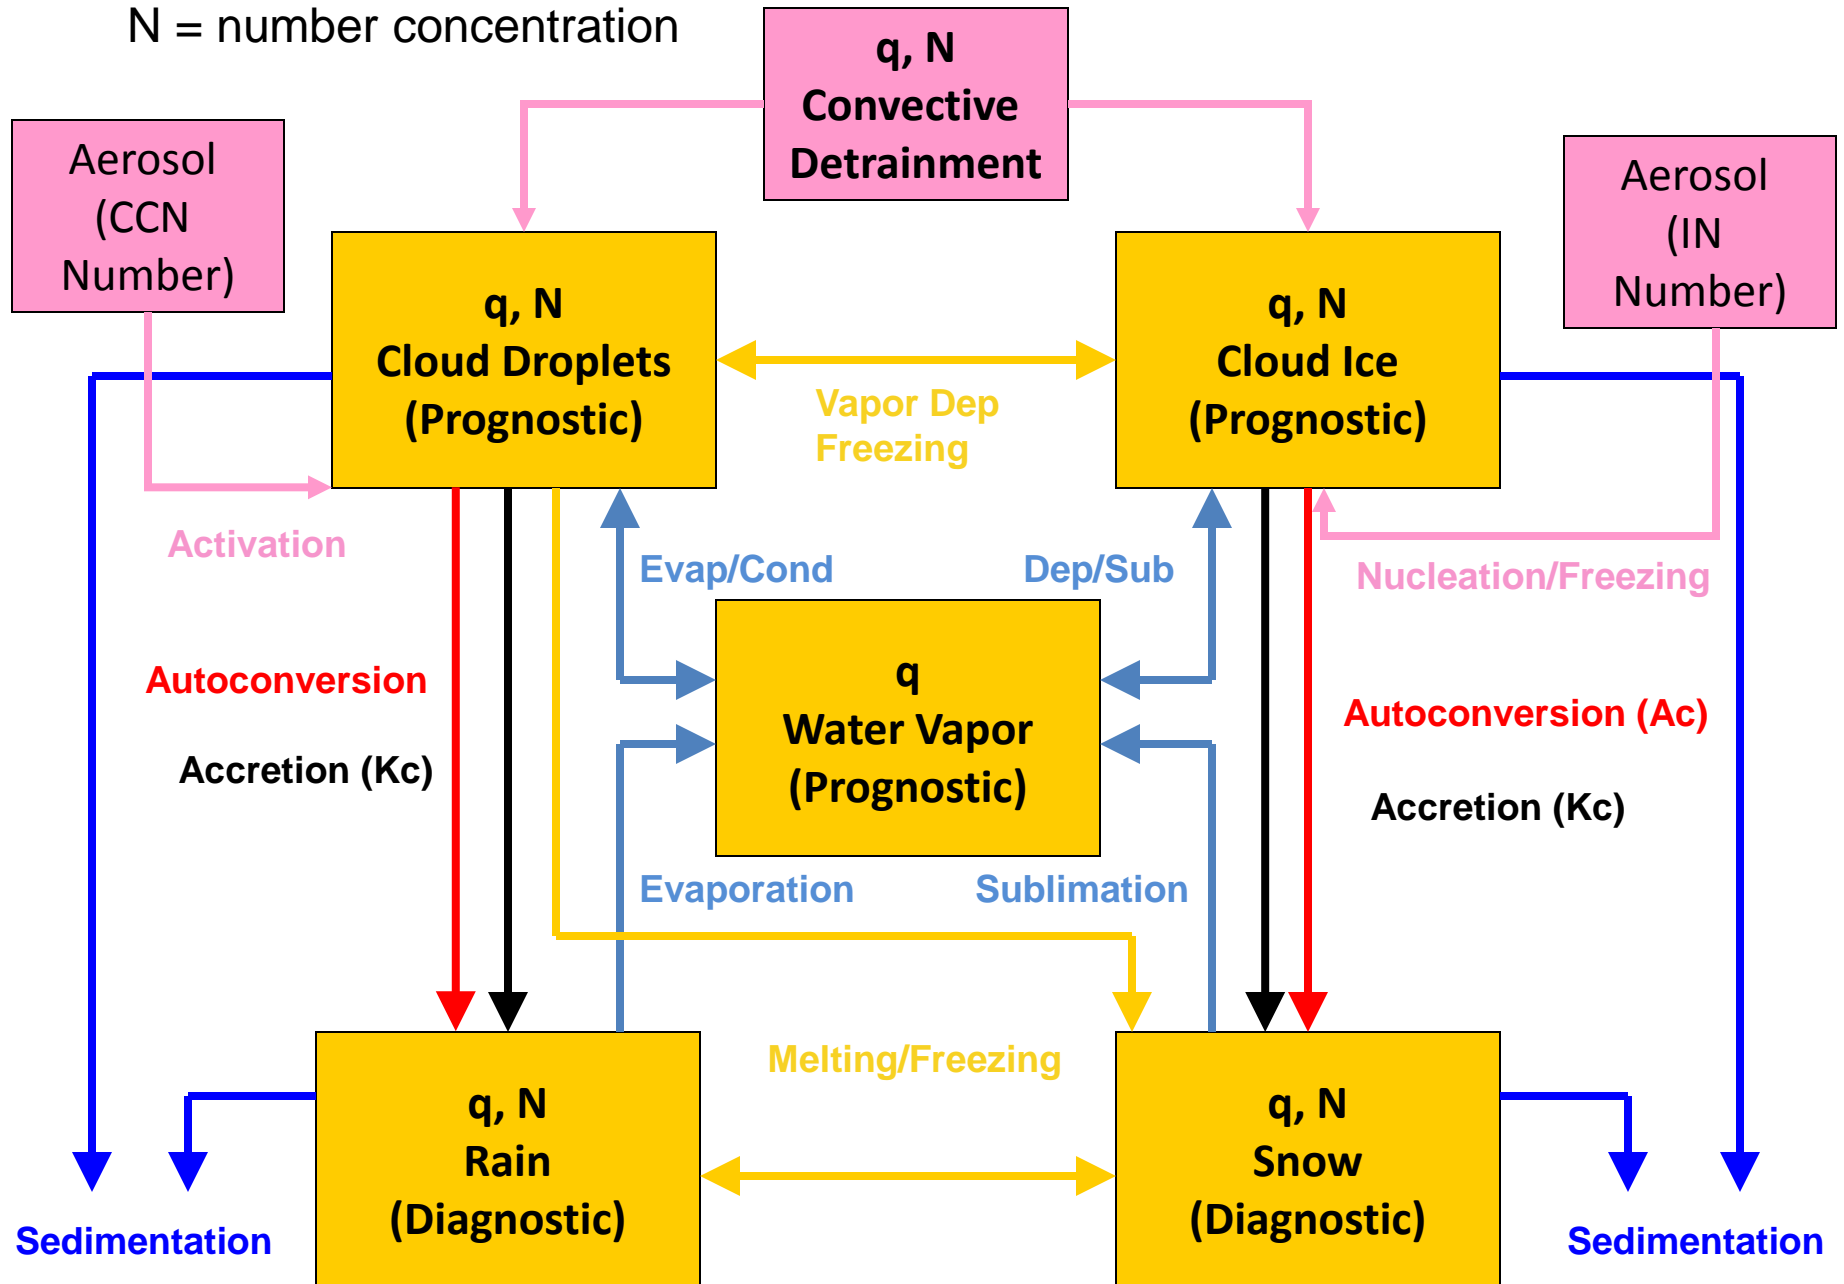 N = number concentration
q, N
Convective
Detrainment
Aerosol
(CCN
Number)
Aerosol
(IN
Number)
q, N
Cloud Droplets
(Prognostic)
q, N
Cloud Ice
(Prognostic)
Vapor Dep
Freezing
Activation
Evap/Cond
Dep/Sub
Nucleation/Freezing
q
Water Vapor
(Prognostic)
Autoconversion
Accretion (Kc)
Autoconversion (Ac)
Accretion (Kc)
Evaporation
Sublimation
Melting/Freezing
q, N
Rain
(Diagnostic)
q, N
Snow
(Diagnostic)
Sedimentation
Sedimentation